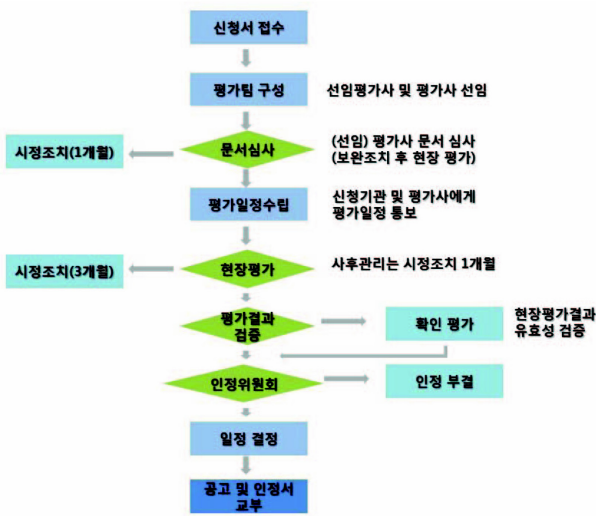 신청서 접수
평가팀 구성
선임평가사 및 평가사 선임
시정조치(1개월)
문서심사
(선임) 평가사 문서 심사
(보완조치 후 현장 평가)
평가일정수립
신청기관 및 평가사에게
평가일정 통보
시정조치(3개월)
현장평가
사후관리는 시정조치 1개월
평가결과
검증
확인 평가
현장평가결과
유효성 검증
인정위원회
인정 부결
일정 결정
공고 및 인정서
교부